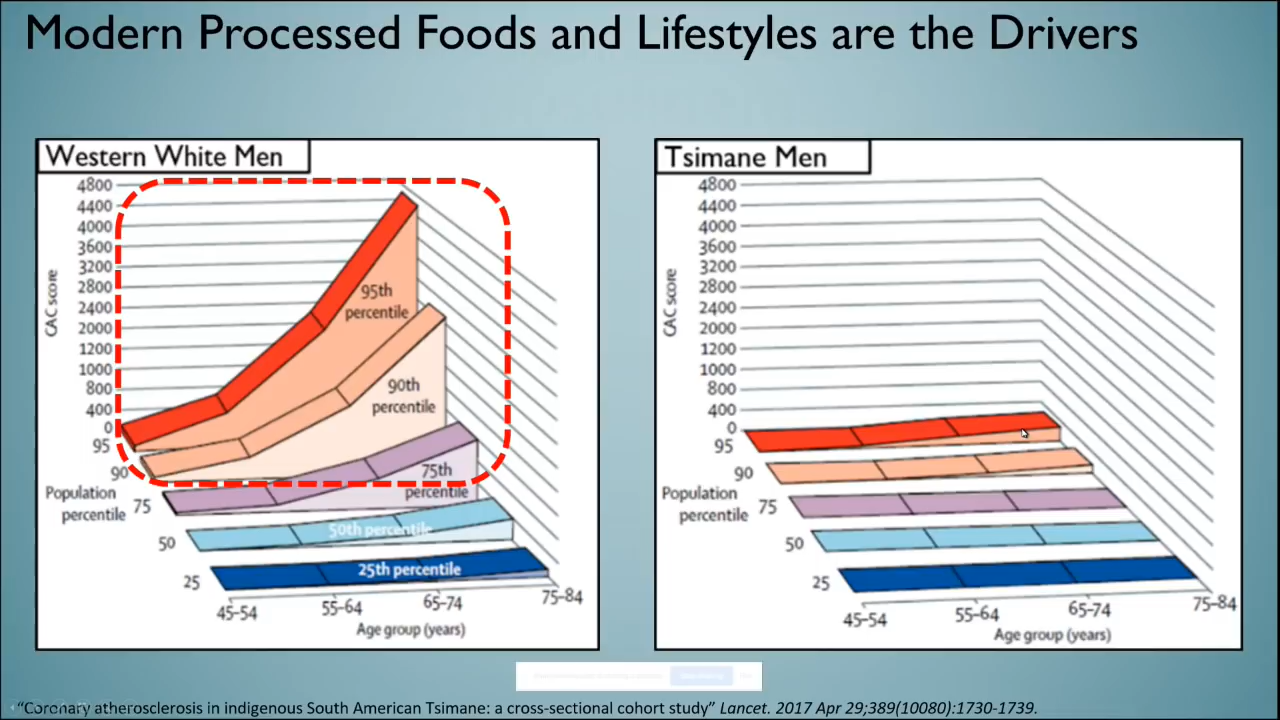 Modern Processed Foods and Lifestyles are the Drivers
Western White Men
4800
4400
4000
3600
3200
2800
2400
2000
1200
1000
800
400
0
CAC score
95th
percentile
90th
percentile
75th
percentile
50th percentile
25th percentile
95
90
75
50
25
Population
percentile
45–54
55–64
65–74
75–84
Age group (years)
Tsimane Men
4800
4400
4000
3600
3200
2800
2400
2000
1200
1000
800
400
0
CAC score
95
90
75
50
25
Population
percentile
45–54
55–64
65–74
75–84
Age group (years)
“Coronary atherosclerosis in indigenous South American Tsimane: a cross-sectional cohort study” Lancet. 2017 Apr 29;389(10080):1730-1739.